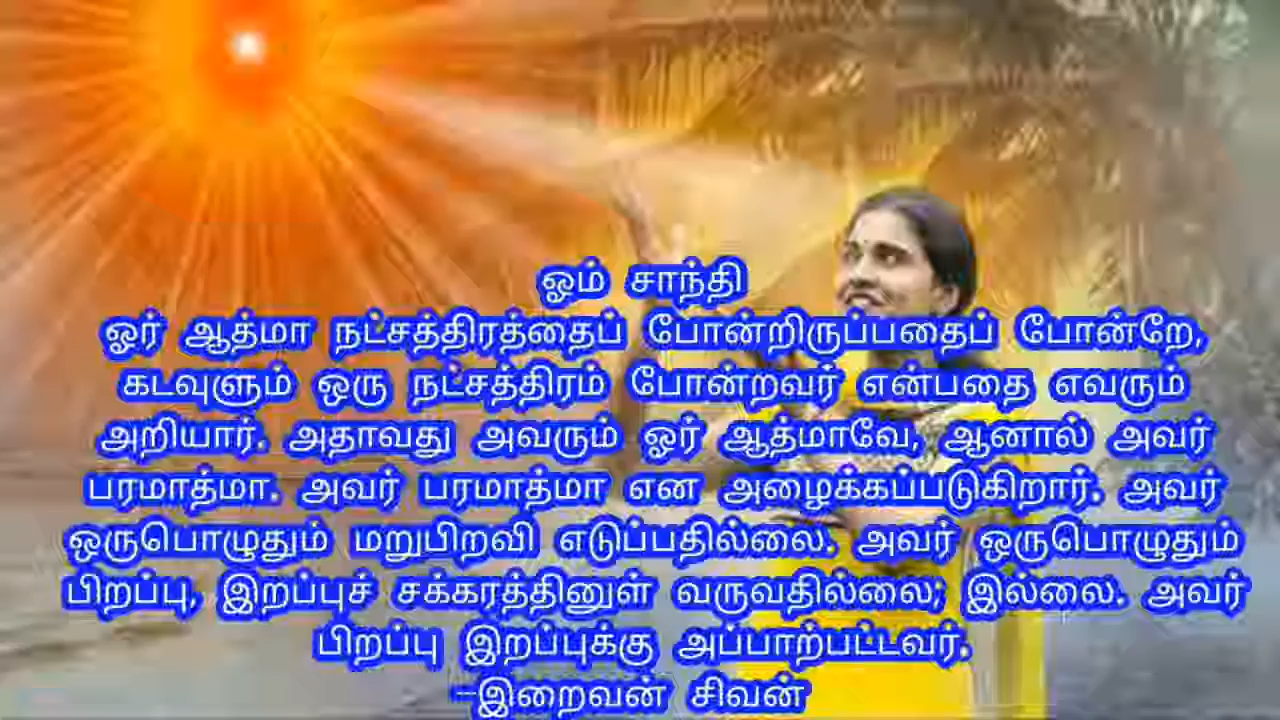 ஓம் சாந்தி
ஓர் ஆத்மா நட்சத்திரத்தைப் போன்றிருப்பதைப் போன்றே,
கடவுளும் ஒரு நட்சத்திரம் போன்றவர் என்பதை எவரும்
அறியார். அதாவது அவரும் ஓர் ஆத்மாவே, ஆனால் அவர்
பரமாத்மா. அவர் பரமாத்மா என அழைக்கப்படுகிறார். அவர்
ஒருபொழுதும் மறுபிறவி எடுப்பதில்லை. அவர் ஒருபொழுதும்
பிறப்பு, இறப்புச் சக்கரத்தினுள் வருவதில்லை; இல்லை. அவர்
பிறப்பு இறப்புக்கு அப்பாற்பட்டவர்.
-இறைவன் சிவன்